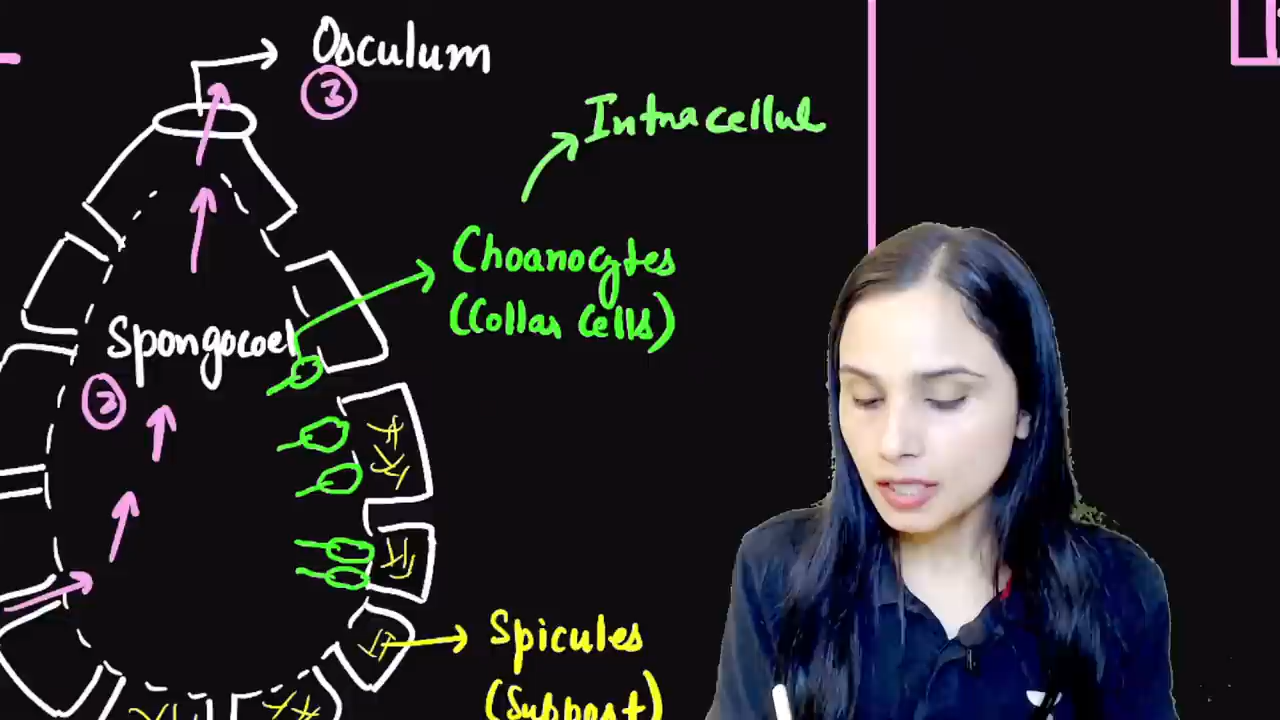 Osculum
3
Intracellul
Choanocytes
(Collar Cells)
Spongocoel
2
Spicules
(Support)